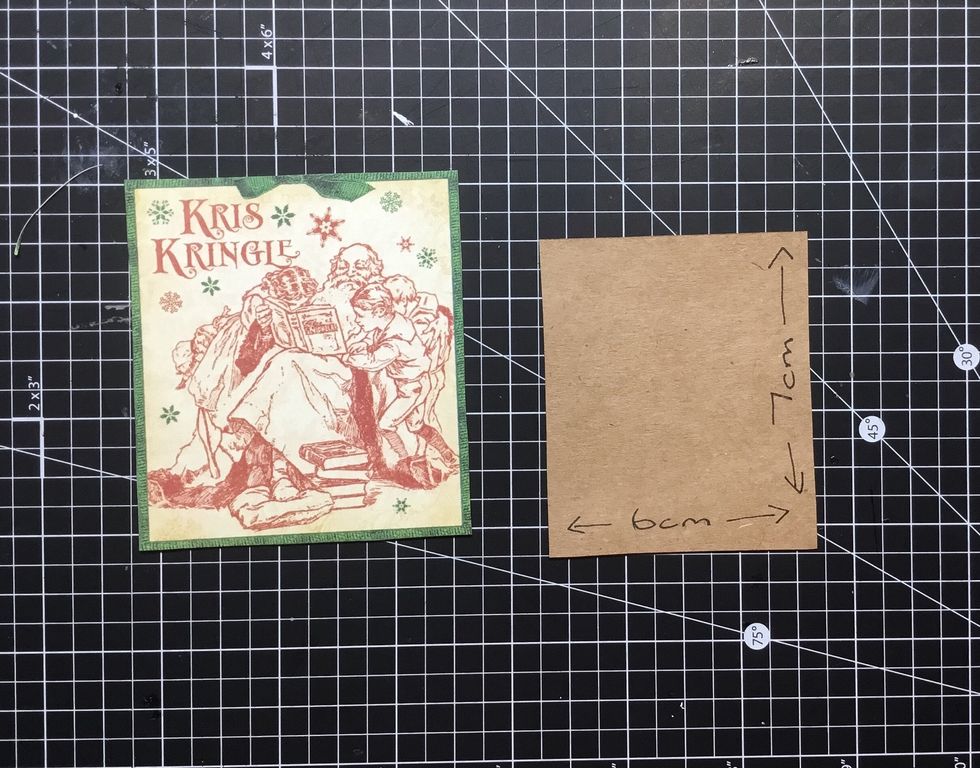 4 x 6"
3 x 5"
2 x 3"
KRIS
KRINGLE
7cm
6cm
30°
45°
75°